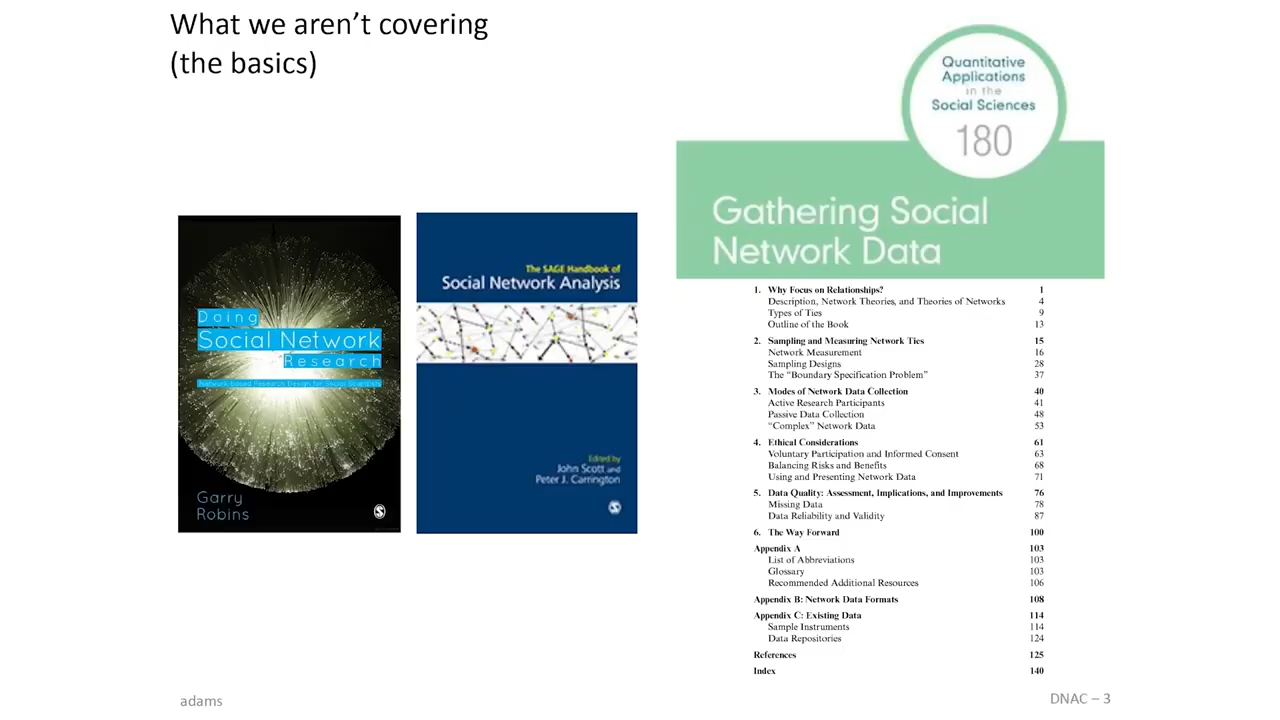 What we aren't covering
(the basics)
Doing
Social Network
Research
Network-based Research Design for Social Scientists
Garry
Robins
The SAGE Handbook of
Social Network Analysis
Edited by
John Scott and
Peter J. Carrington
Quantitative
Applications
in the
Social Sciences
180
Gathering Social
Network Data
1. Why Focus on Relationships? 1
Description, Network Theories, and Theories of Networks 4
Types of Ties 9
Outline of the Book 13
2. Sampling and Measuring Network Ties 15
Network Measurement 16
Sampling Designs 28
The “Boundary Specification Problem” 37
3. Modes of Network Data Collection 40
Active Research Participants 41
Passive Data Collection 48
“Complex” Network Data 53
4. Ethical Considerations 61
Voluntary Participation and Informed Consent 63
Balancing Risks and Benefits 68
Using and Presenting Network Data 71
5. Data Quality: Assessment, Implications, and Improvements 76
Missing Data 78
Data Reliability and Validity 87
6. The Way Forward 100
Appendix A 103
List of Abbreviations 103
Glossary 103
Recommended Additional Resources 106
Appendix B: Network Data Formats 108
Appendix C: Existing Data 114
Sample Instruments 114
Data Repositories 124
References 125
Index 140
adams
DNAC – 3